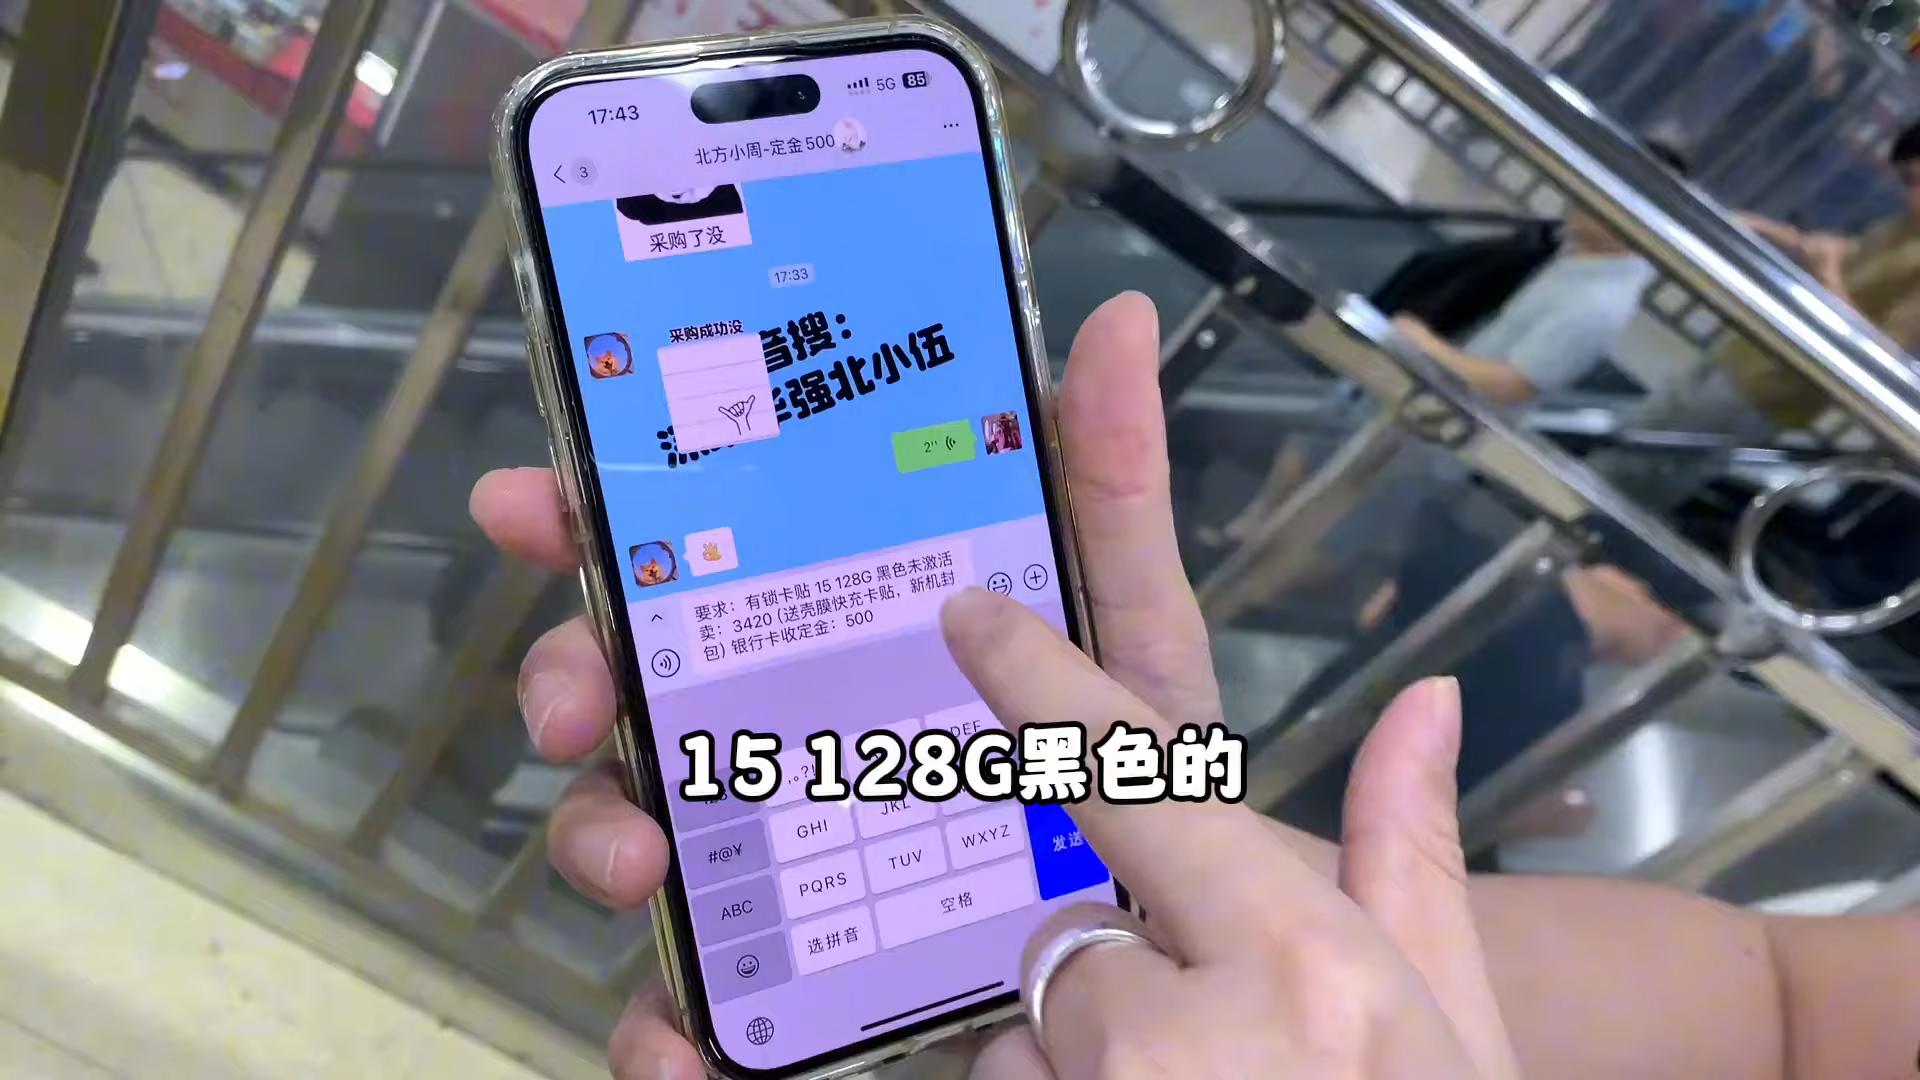 17:43
5G 85
3
北方小周-定金500
采购了没
17:33
采购成功没
音搜：
强北小伍
2"
要求：有锁卡贴 15 128G 黑色未激活
卖：3420 (送壳膜快充卡贴，新机封
包) 银行卡收定金：500
15 128G黑色的
DEF
GHI
JKL
#@¥
PQRS
TUV
WXYZ
发送
ABC
选拼音
空格